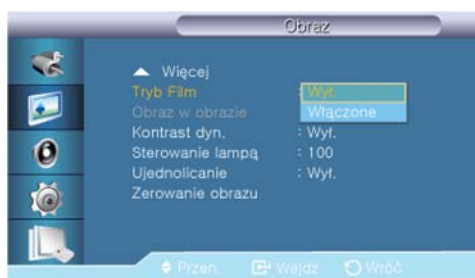 Obraz
▲ Więcej
Tryb Film : Wył.
Włączone
Obraz w obrazie
Kontrast dyn. : Wył.
Sterowanie lampą : 100
Ujednolicanie : Wył.
Zerowanie obrazu
Przen. Wejdź Wróć